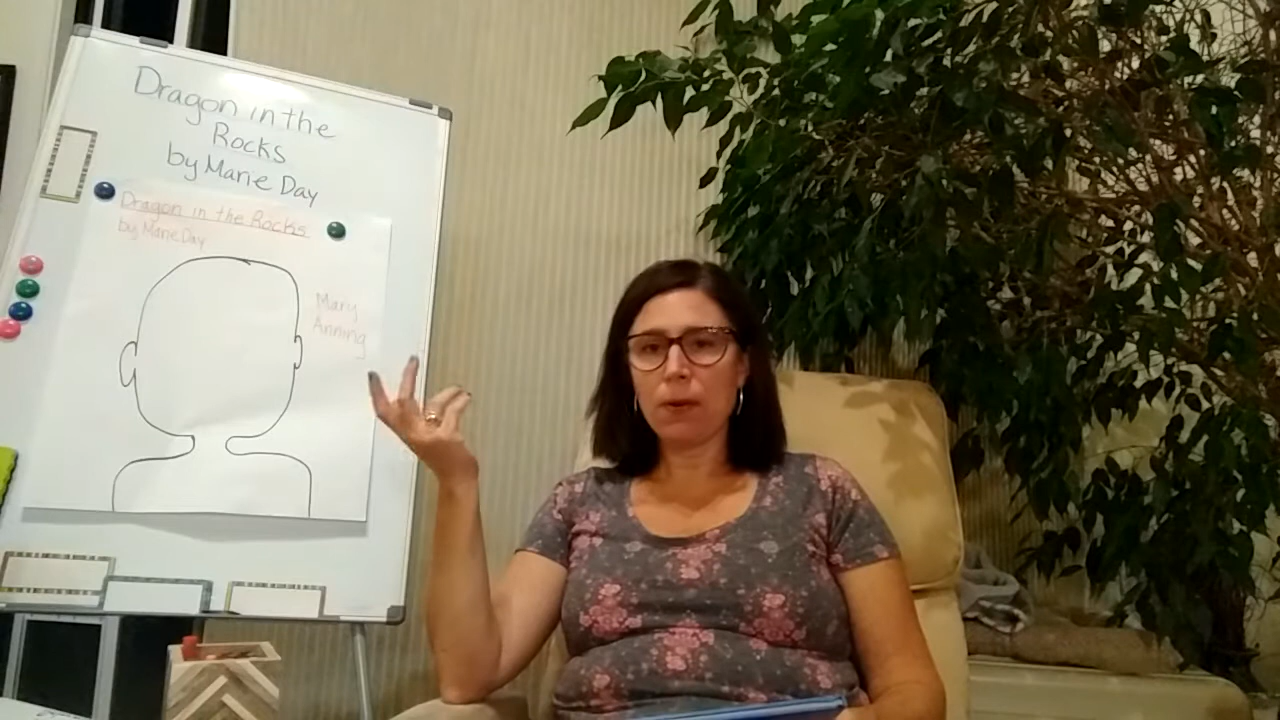 Dragon in the
Rocks
by Marie Day
Dragon in the Rocks
by Marie Day
Mary
Anning